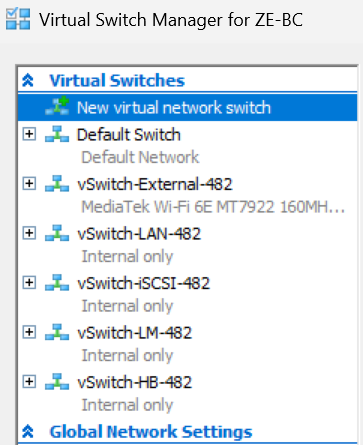 Virtual Switch Manager for ZE-BC
Virtual Switches
New virtual network switch
Default Switch
Default Network
vSwitch-External-482
MediaTek Wi-Fi 6E MT7922 160MH...
vSwitch-LAN-482
Internal only
vSwitch-iSCSI-482
Internal only
vSwitch-LM-482
Internal only
vSwitch-HB-482
Internal only
Global Network Settings